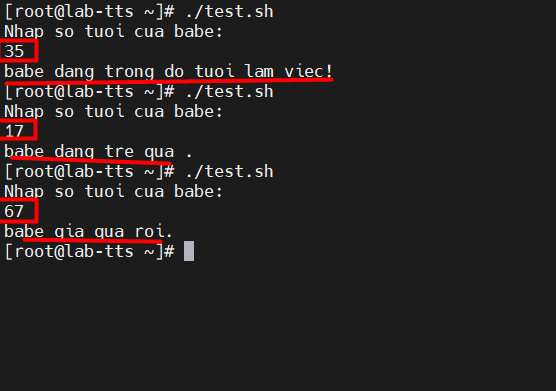 [root@lab-tts ~]# ./test.sh
Nhap so tuoi cua babe:
35
babe dang trong do tuoi lam viec!
[root@lab-tts ~]# ./test.sh
Nhap so tuoi cua babe:
17
babe dang tre qua .
[root@lab-tts ~]# ./test.sh
Nhap so tuoi cua babe:
67
babe gia qua roi.
[root@lab-tts ~]#